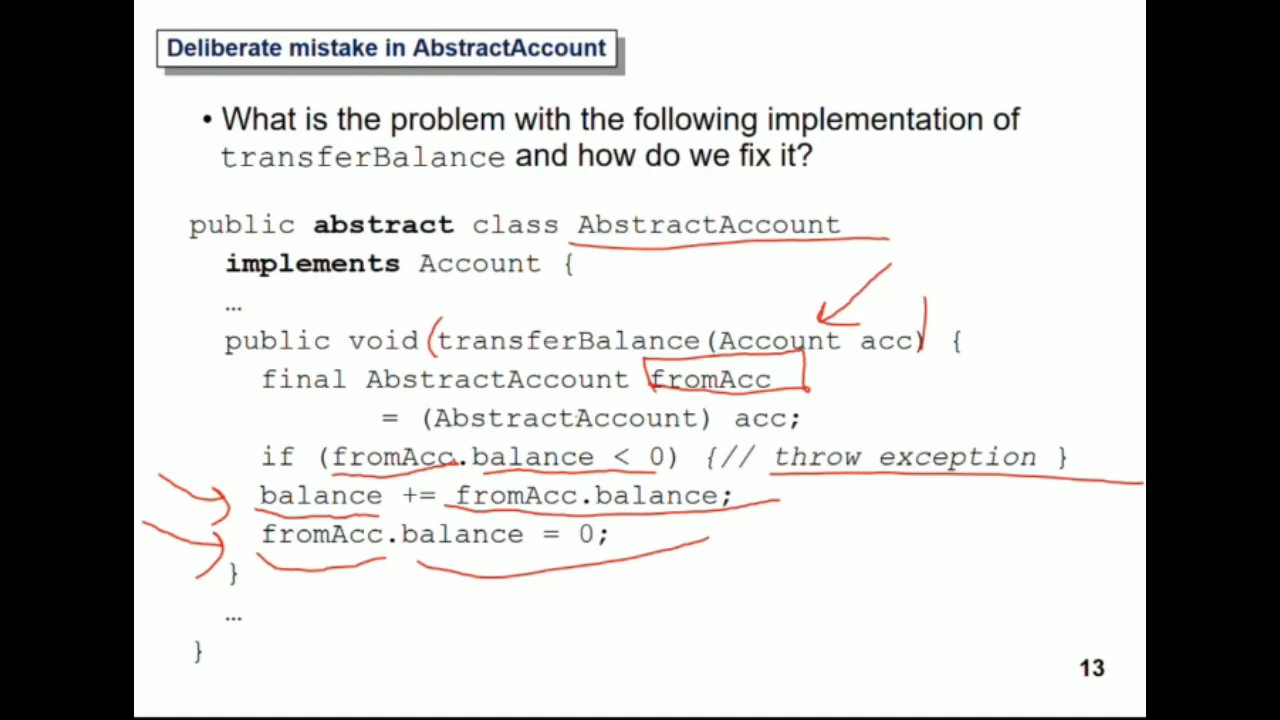 Deliberate mistake in AbstractAccount
• What is the problem with the following implementation of
transferBalance and how do we fix it?
public abstract class AbstractAccount
implements Account {
…
public void transferBalance(Account acc) {
final AbstractAccount fromAcc
= (AbstractAccount) acc;
if (fromAcc.balance < 0) {// throw exception }
balance += fromAcc.balance;
fromAcc.balance = 0;
}
…
}
13